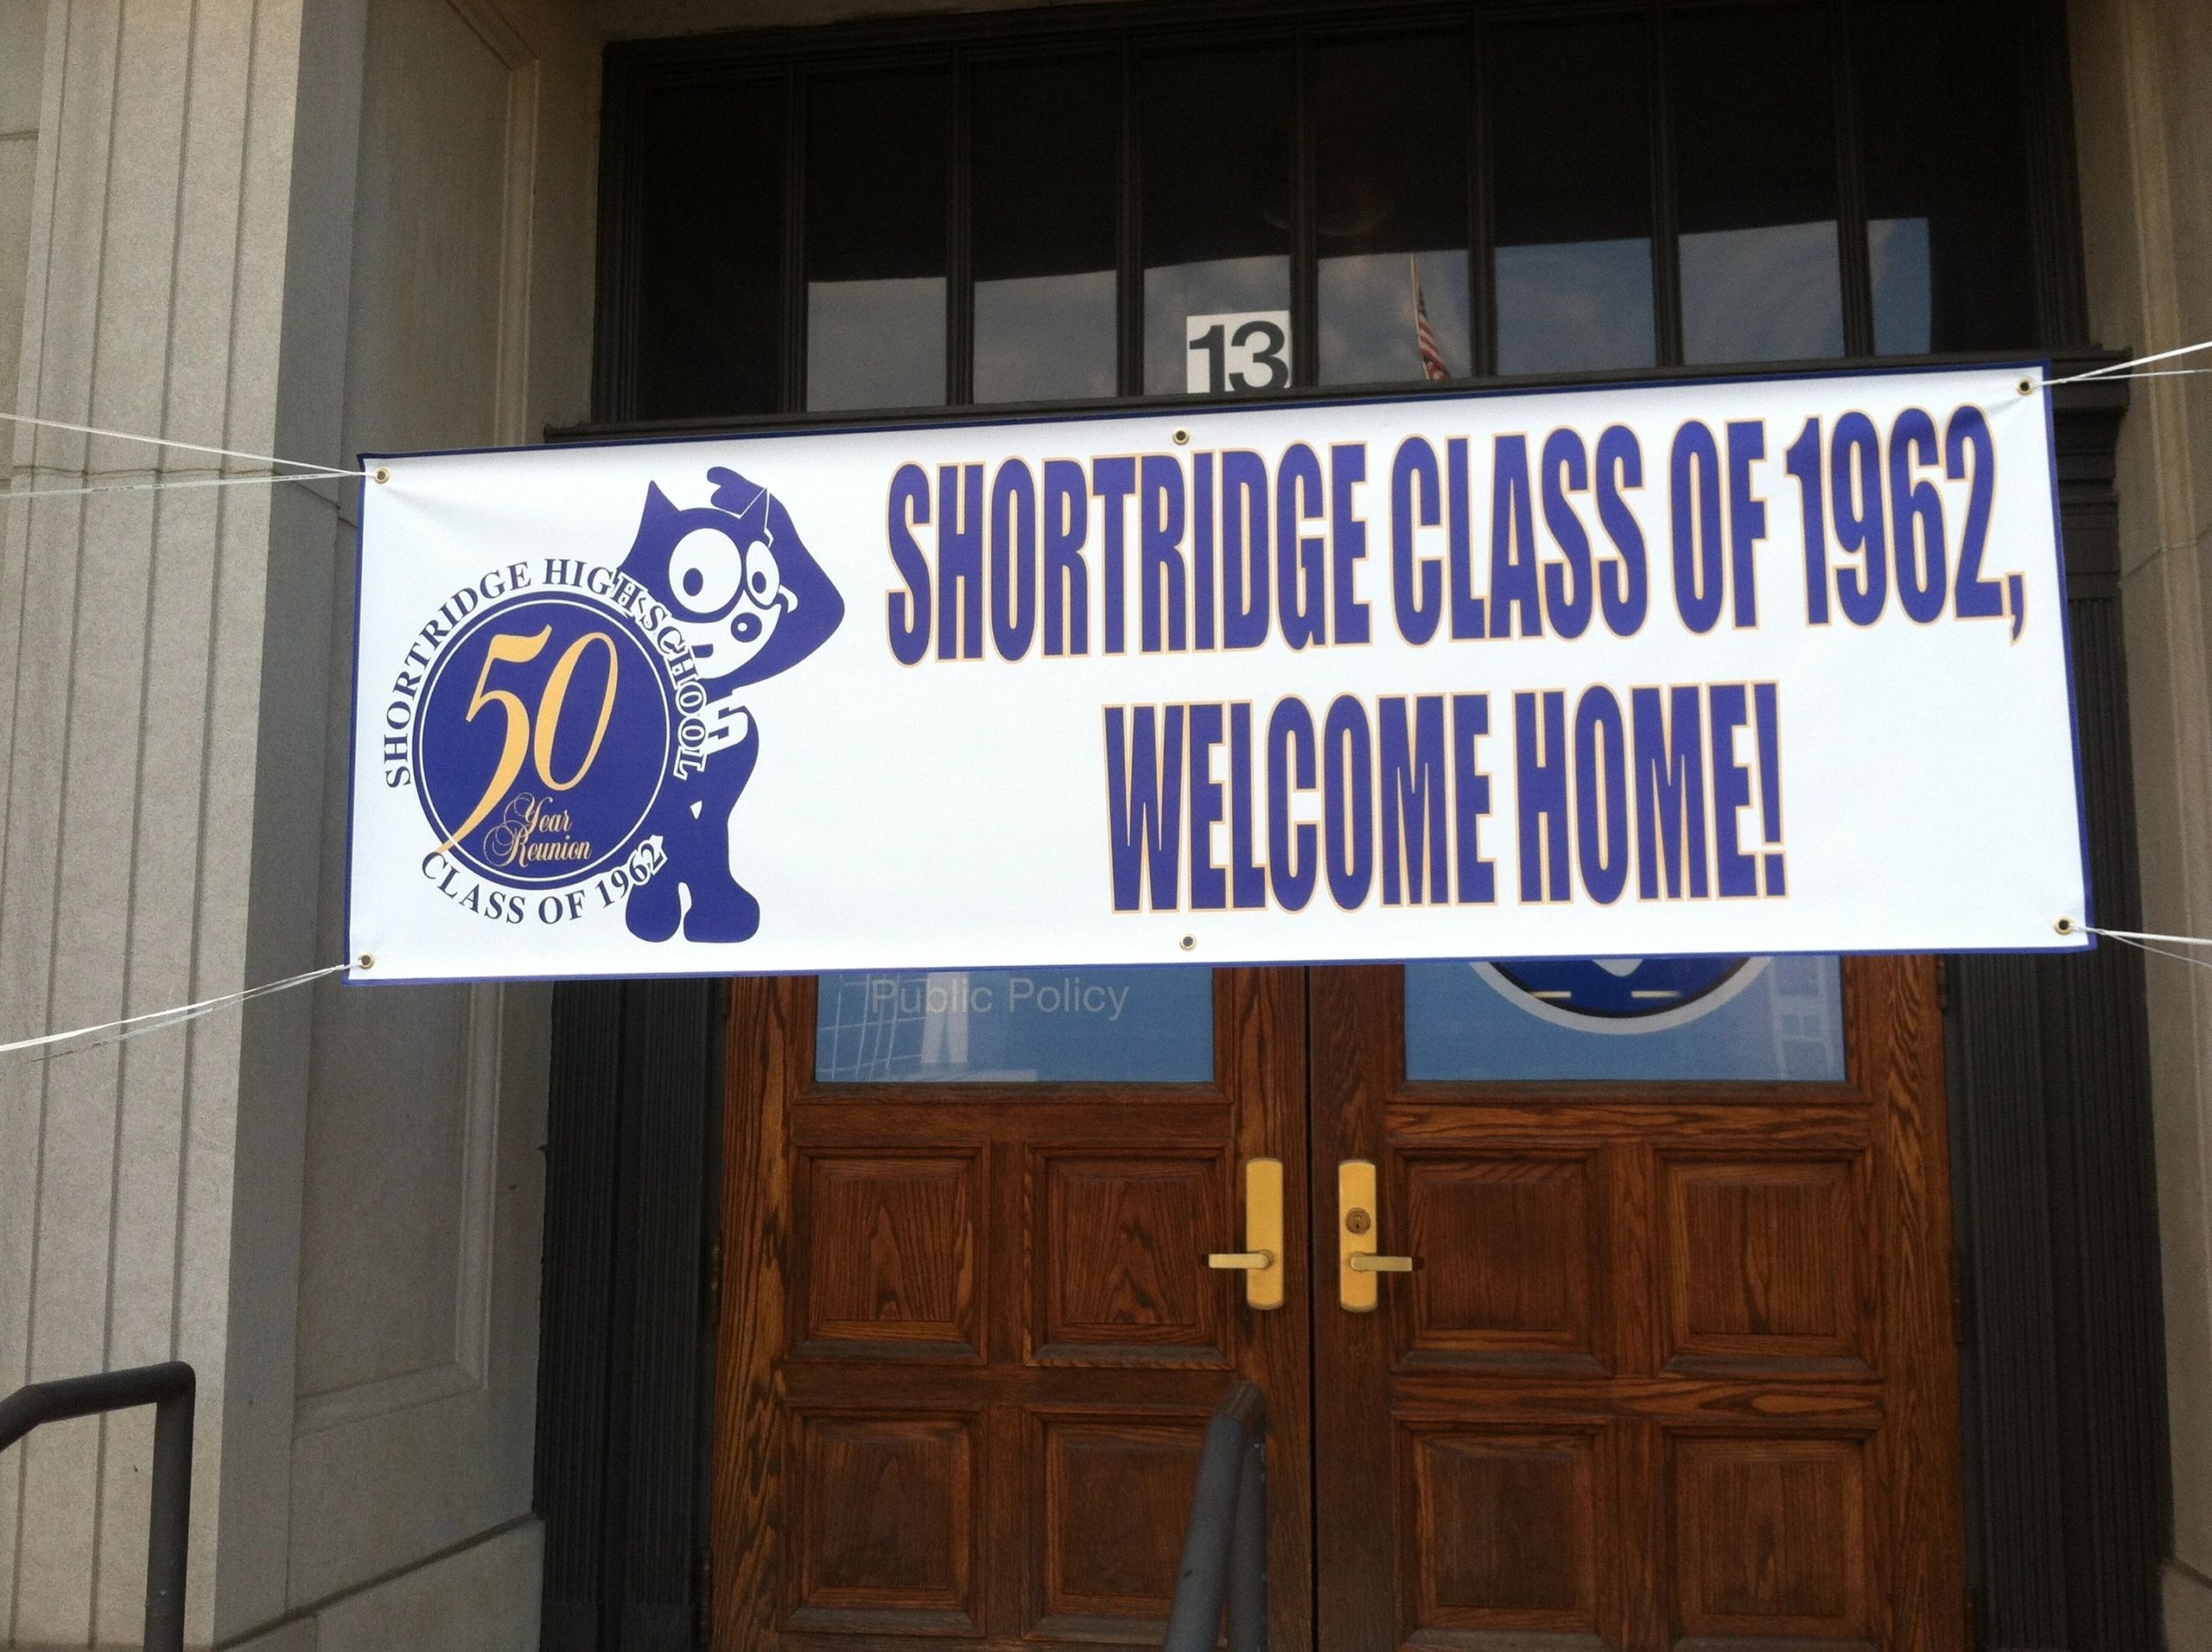 13
SHORTRIDGE CLASS OF 1962,
WELCOME HOME!
SHORTRIDGE HIGH SCHOOL
50
Year
Reunion
CLASS OF 1962
Public Policy